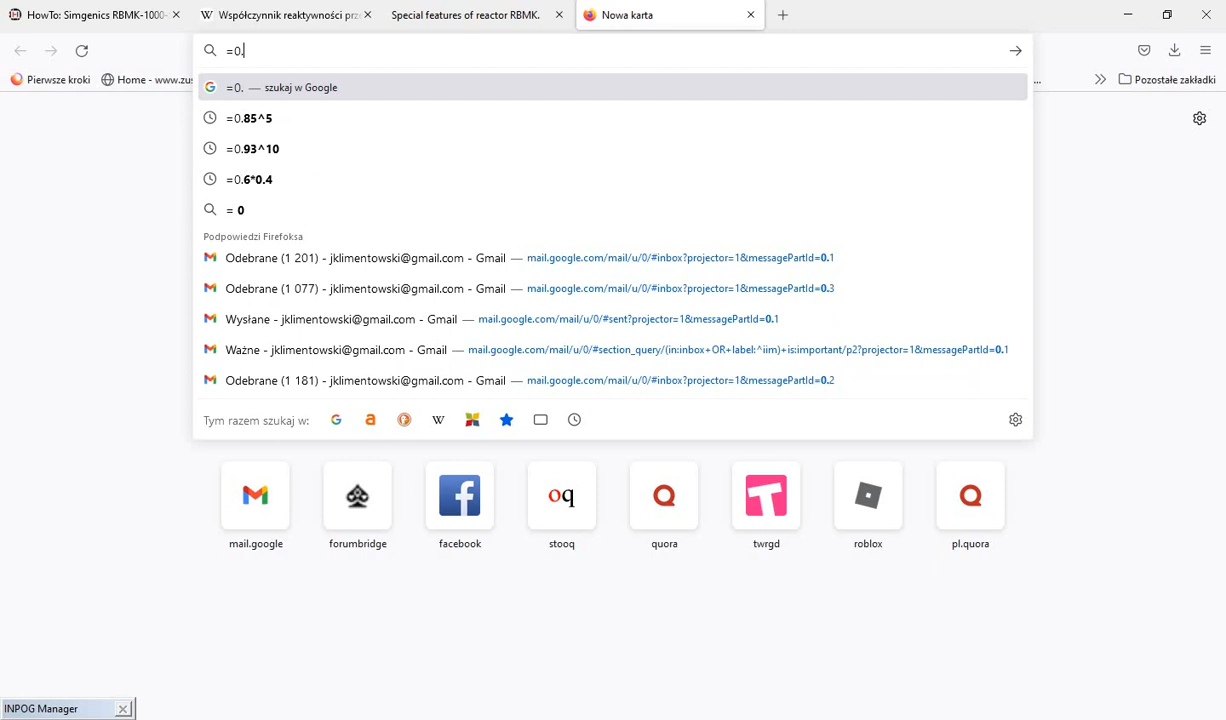 HowTo: Simgenics RBMK-1000
Współczynnik reaktywności prze
Special features of reactor RBMK.
Nowa karta
=0.
Pierwsze kroki
Home - www.zus
...
Pozostałe zakładki
=0. — szukaj w Google
=0.85^5
=0.93^10
=0.6*0.4
= 0
Podpowiedzi Firefoksa
Odebrane (1 201) - jklimentowski@gmail.com - Gmail — mail.google.com/mail/u/0/#inbox?projector=1&messagePartId=0.1
Odebrane (1 077) - jklimentowski@gmail.com - Gmail — mail.google.com/mail/u/0/#inbox?projector=1&messagePartId=0.3
Wysłane - jklimentowski@gmail.com - Gmail — mail.google.com/mail/u/0/#sent?projector=1&messagePartId=0.1
Ważne - jklimentowski@gmail.com - Gmail — mail.google.com/mail/u/0/#section_query/(in:inbox+OR+label:^iim)+is:important/p2?projector=1&messagePartId=0.1
Odebrane (1 181) - jklimentowski@gmail.com - Gmail — mail.google.com/mail/u/0/#inbox?projector=1&messagePartId=0.2
Tym razem szukaj w:
mail.google
forumbridge
facebook
oq
stooq
quora
twrgd
roblox
pl.quora
INPOG Manager